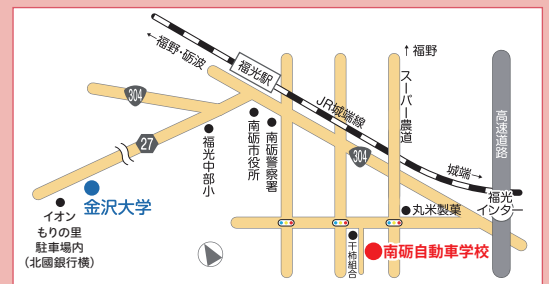 ←福野・砺波
福光駅
↑福野
スーパー農道
304
JR城端線
高速道路
27
福光中部小
南砺市役所
南砺警察署
304
城端→
福光
インター
金沢大学
イオン
もりの里
駐車場内
（北國銀行横）
丸米製菓
干柿組合
南砺自動車学校